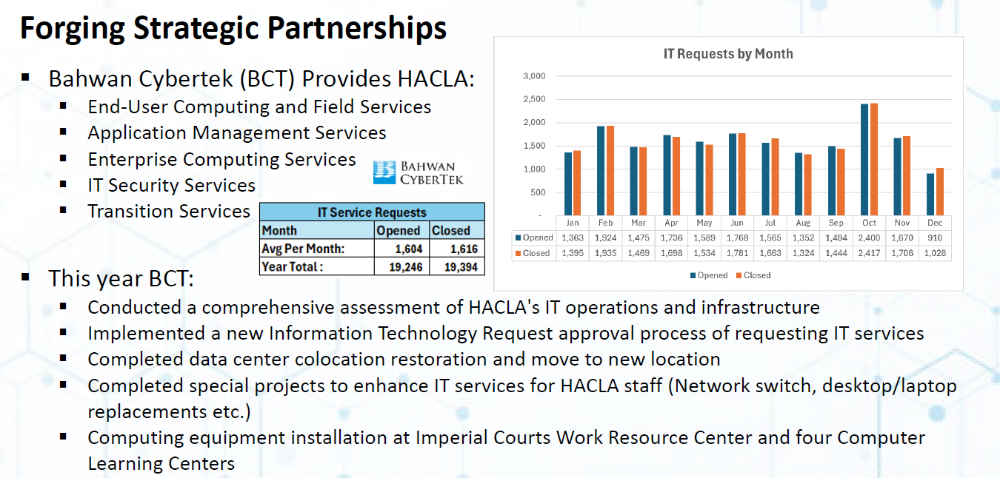 Forging Strategic Partnerships
▪ Bahwan Cybertek (BCT) Provides HACLA:
▪ End-User Computing and Field Services
▪ Application Management Services
▪ Enterprise Computing Services
▪ IT Security Services
▪ Transition Services
BAHWAN
CYBERTEK
IT Service Requests
Month Opened Closed
Avg Per Month: 1,604 1,616
Year Total : 19,246 19,394
IT Requests by Month
3,000
2,500
2,000
1,500
1,000
500
-
Jan Feb Mar Apr May Jun Jul Aug Sep Oct Nov Dec
Opened 1,363 1,924 1,475 1,736 1,589 1,768 1,565 1,352 1,494 2,400 1,670 910
Closed 1,395 1,935 1,469 1,698 1,534 1,781 1,663 1,324 1,444 2,417 1,706 1,028
Opened Closed
▪ This year BCT:
▪ Conducted a comprehensive assessment of HACLA's IT operations and infrastructure
▪ Implemented a new Information Technology Request approval process of requesting IT services
▪ Completed data center colocation restoration and move to new location
▪ Completed special projects to enhance IT services for HACLA staff (Network switch, desktop/laptop
replacements etc.)
▪ Computing equipment installation at Imperial Courts Work Resource Center and four Computer
Learning Centers